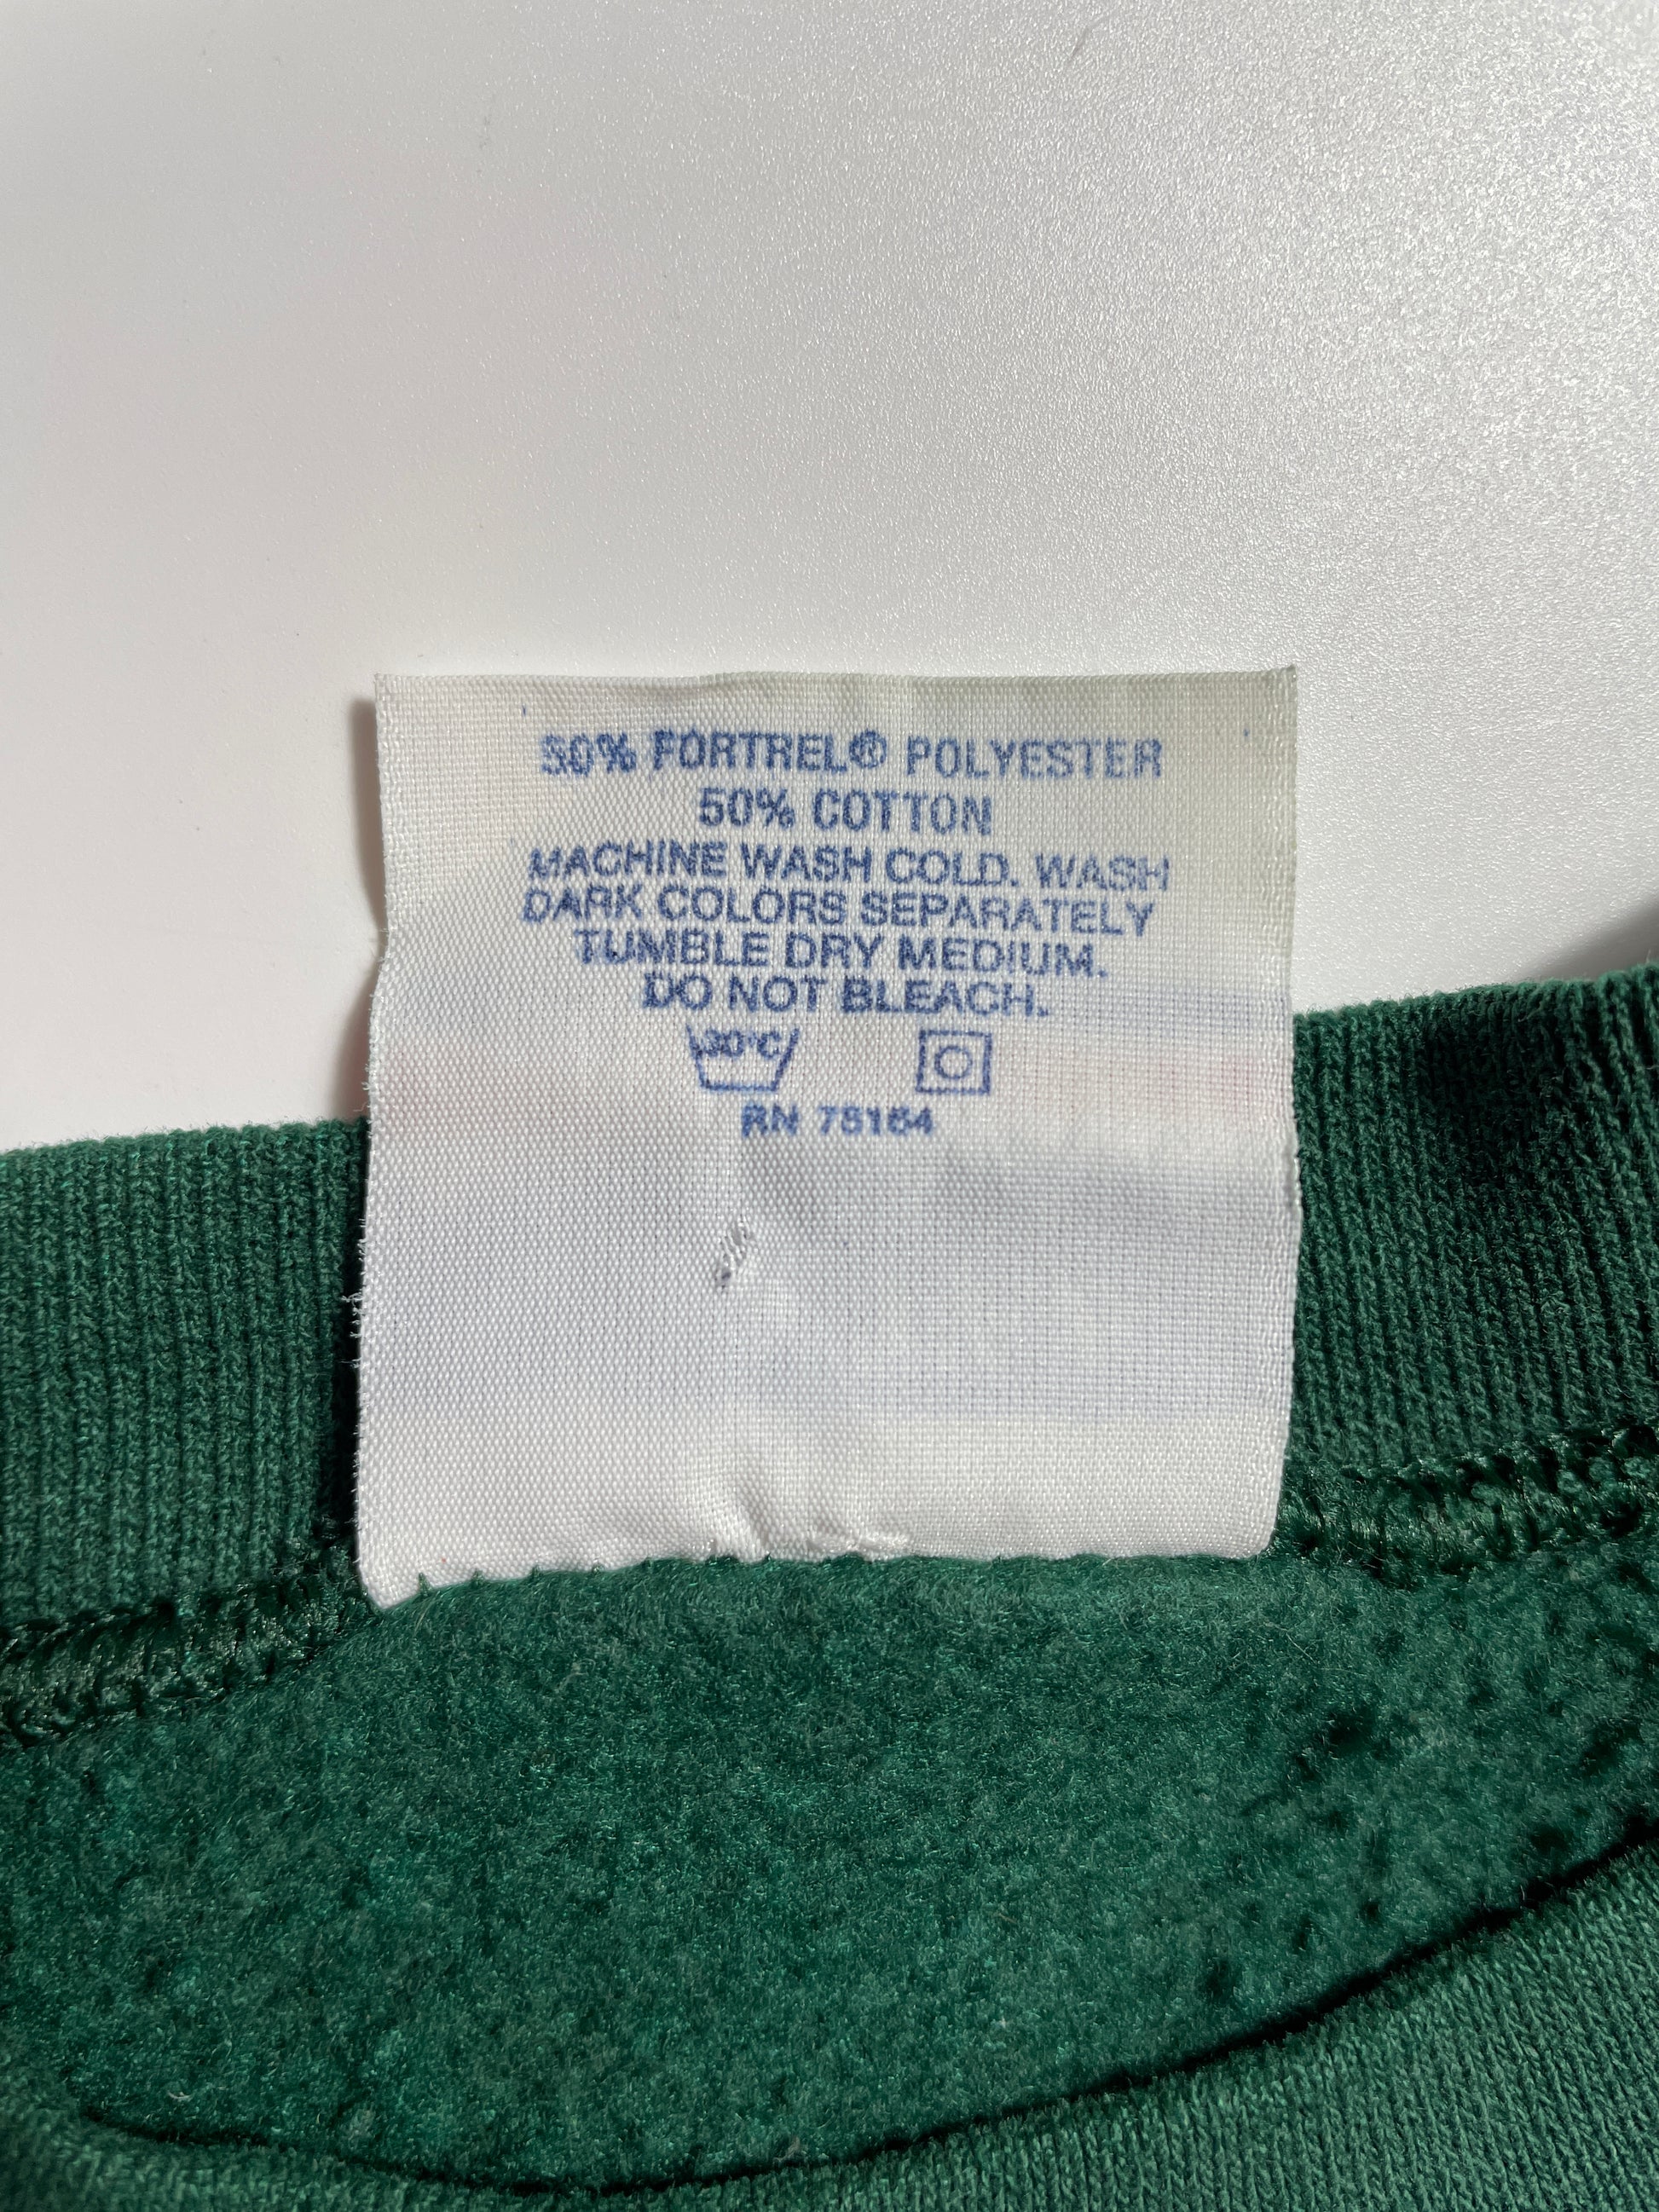 50% FORTREL® POLYESTER
50% COTTON
MACHINE WASH COLD. WASH
DARK COLORS SEPARATELY
TUMBLE DRY MEDIUM.
DO NOT BLEACH.
30°C
RN 75164